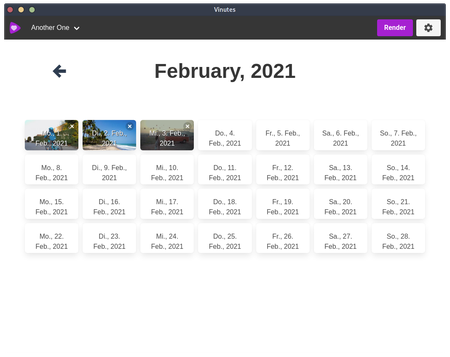 Vinutes
Another One
Render
February, 2021
Mo., 1.
Feb., 2021
Di., 2. Feb.,
2021
Mi., 3. Feb.,
2021
Do., 4.
Feb., 2021
Fr., 5. Feb.,
2021
Sa., 6. Feb.,
2021
So., 7. Feb.,
2021
Mo., 8.
Feb., 2021
Di., 9. Feb.,
2021
Mi., 10.
Feb., 2021
Do., 11.
Feb., 2021
Fr., 12.
Feb., 2021
Sa., 13.
Feb., 2021
So., 14.
Feb., 2021
Mo., 15.
Feb., 2021
Di., 16.
Feb., 2021
Mi., 17.
Feb., 2021
Do., 18.
Feb., 2021
Fr., 19.
Feb., 2021
Sa., 20.
Feb., 2021
So., 21.
Feb., 2021
Mo., 22.
Feb., 2021
Di., 23.
Feb., 2021
Mi., 24.
Feb., 2021
Do., 25.
Feb., 2021
Fr., 26.
Feb., 2021
Sa., 27.
Feb., 2021
So., 28.
Feb., 2021